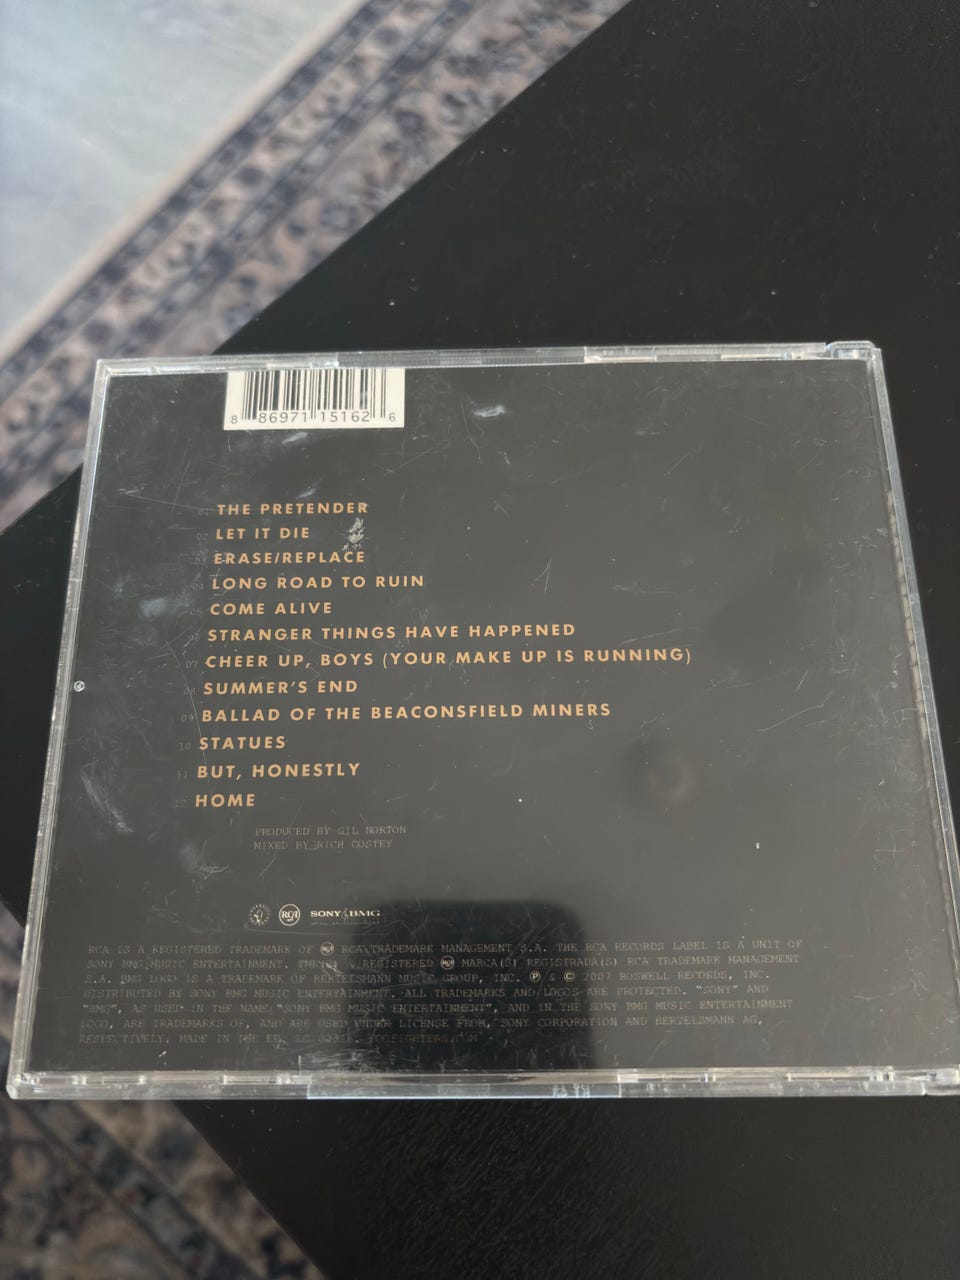 8 86971 15162 6
01 THE PRETENDER
02 LET IT DIE
03 ERASE/REPLACE
04 LONG ROAD TO RUIN
05 COME ALIVE
06 STRANGER THINGS HAVE HAPPENED
07 CHEER UP, BOYS (YOUR MAKE UP IS RUNNING)
08 SUMMER'S END
09 BALLAD OF THE BEACONSFIELD MINERS
10 STATUES
11 BUT, HONESTLY
12 HOME
PRODUCED BY GIL NORTON
MIXED BY RICH COSTEY
RCA SONY BMG
RCA IS A REGISTERED TRADEMARK OF RCA TRADEMARK MANAGEMENT S.A. THE RCA RECORDS LABEL IS A UNIT OF
SONY BMG MUSIC ENTERTAINMENT. TMK(S) REGISTERED MARCA(S) REGISTRADA(S) RCA TRADEMARK MANAGEMENT
S.A. BMG LOGO IS A TRADEMARK OF BERTELSMANN MUSIC GROUP, INC. ℗ & © 2007 ROSWELL RECORDS, INC.
DISTRIBUTED BY SONY BMG MUSIC ENTERTAINMENT. ALL TRADEMARKS AND LOGOS ARE PROTECTED. "SONY" AND
"BMG", AS USED IN THE NAME "SONY BMG MUSIC ENTERTAINMENT", AND IN THE SONY BMG MUSIC ENTERTAINMENT
LOGO, ARE TRADEMARKS OF, AND ARE USED UNDER LICENSE FROM, SONY CORPORATION AND BERTELSMANN AG,
RESPECTIVELY. MADE IN THE EU. LC FOOFIGHTERS.COM